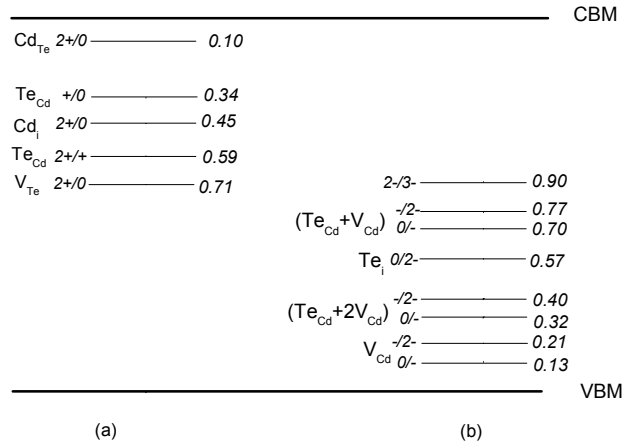 CBM
Cd_Te 2+/0 0.10
Te_Cd +/0 0.34
Cd_i 2+/0 0.45
Te_Cd 2+/+ 0.59
V_Te 2+/0 0.71
2-/3- 0.90
-/2- 0.77
(Te_Cd+V_Cd) 0/- 0.70
Te_i 0/2- 0.57
-/2- 0.40
(Te_Cd+2V_Cd) 0/- 0.32
-/2- 0.21
V_Cd 0/- 0.13
VBM
(a) (b)